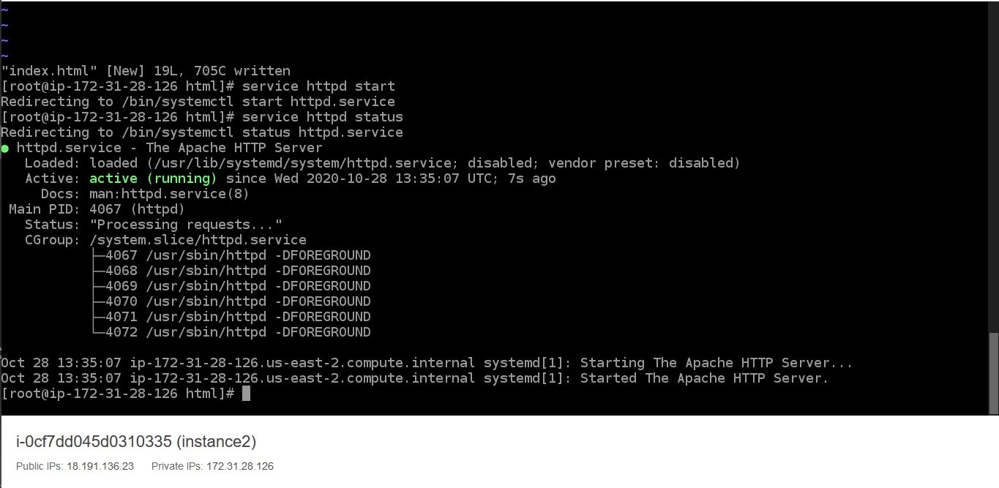 ~
~
~
~
"index.html" [New] 19L, 705C written
[root@ip-172-31-28-126 html]# service httpd start
Redirecting to /bin/systemctl start httpd.service
[root@ip-172-31-28-126 html]# service httpd status
Redirecting to /bin/systemctl status httpd.service
● httpd.service - The Apache HTTP Server
   Loaded: loaded (/usr/lib/systemd/system/httpd.service; disabled; vendor preset: disabled)
   Active: active (running) since Wed 2020-10-28 13:35:07 UTC; 7s ago
     Docs: man:httpd.service(8)
 Main PID: 4067 (httpd)
   Status: "Processing requests..."
   CGroup: /system.slice/httpd.service
           ├─4067 /usr/sbin/httpd -DFOREGROUND
           ├─4068 /usr/sbin/httpd -DFOREGROUND
           ├─4069 /usr/sbin/httpd -DFOREGROUND
           ├─4070 /usr/sbin/httpd -DFOREGROUND
           ├─4071 /usr/sbin/httpd -DFOREGROUND
           └─4072 /usr/sbin/httpd -DFOREGROUND
Oct 28 13:35:07 ip-172-31-28-126.us-east-2.compute.internal systemd[1]: Starting The Apache HTTP Server...
Oct 28 13:35:07 ip-172-31-28-126.us-east-2.compute.internal systemd[1]: Started The Apache HTTP Server.
[root@ip-172-31-28-126 html]#
i-0cf7dd045d0310335 (instance2)
Public IPs: 18.191.136.23 Private IPs: 172.31.28.126